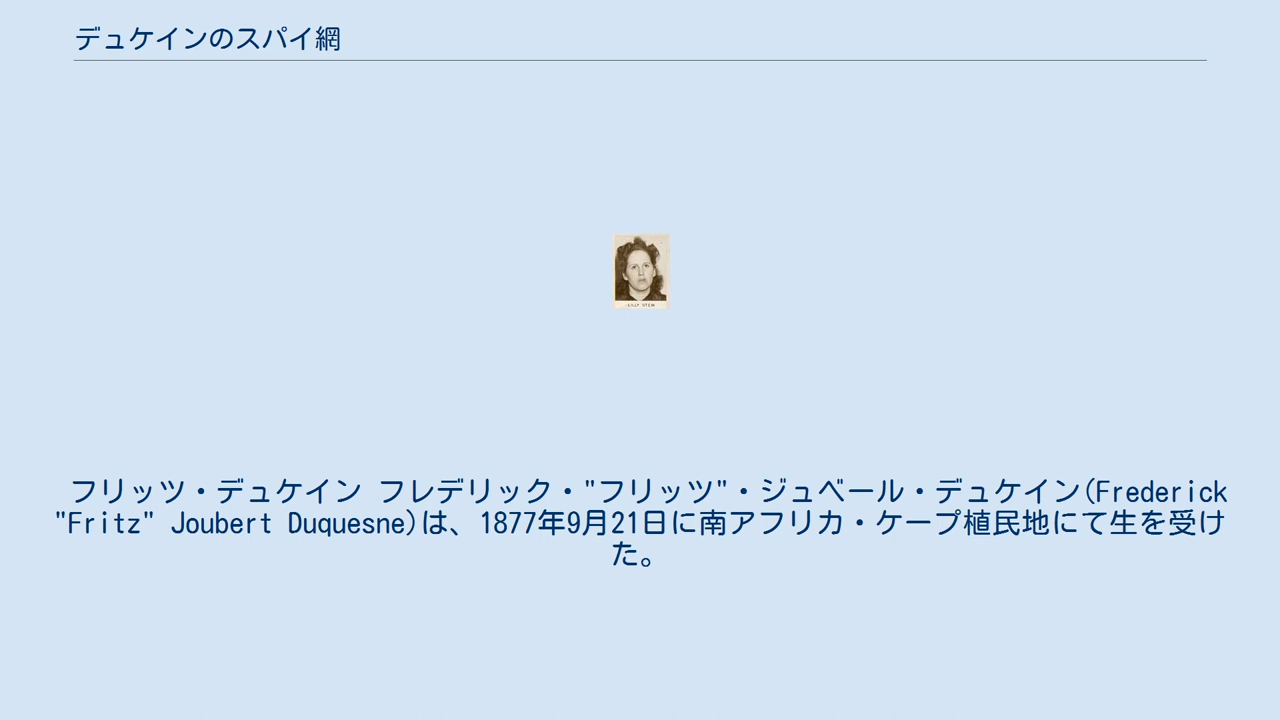 デュケインのスパイ網
LILLY STEIN
フリッツ・デュケイン フレデリック・"フリッツ"・ジュベール・デュケイン(Frederick
"Fritz" Joubert Duquesne)は、1877年9月21日に南アフリカ・ケープ植民地にて生を受け
た。